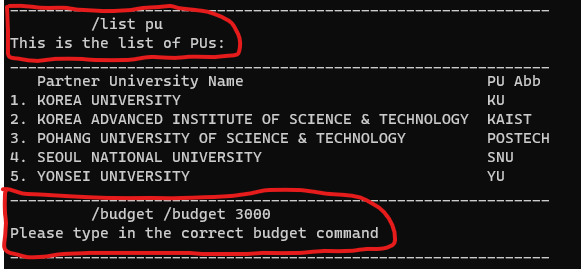 /list pu
This is the list of PUs:
Partner University Name PU Abb
1. KOREA UNIVERSITY KU
2. KOREA ADVANCED INSTITUTE OF SCIENCE & TECHNOLOGY KAIST
3. POHANG UNIVERSITY OF SCIENCE & TECHNOLOGY POSTECH
4. SEOUL NATIONAL UNIVERSITY SNU
5. YONSEI UNIVERSITY YU
/budget /budget 3000
Please type in the correct budget command